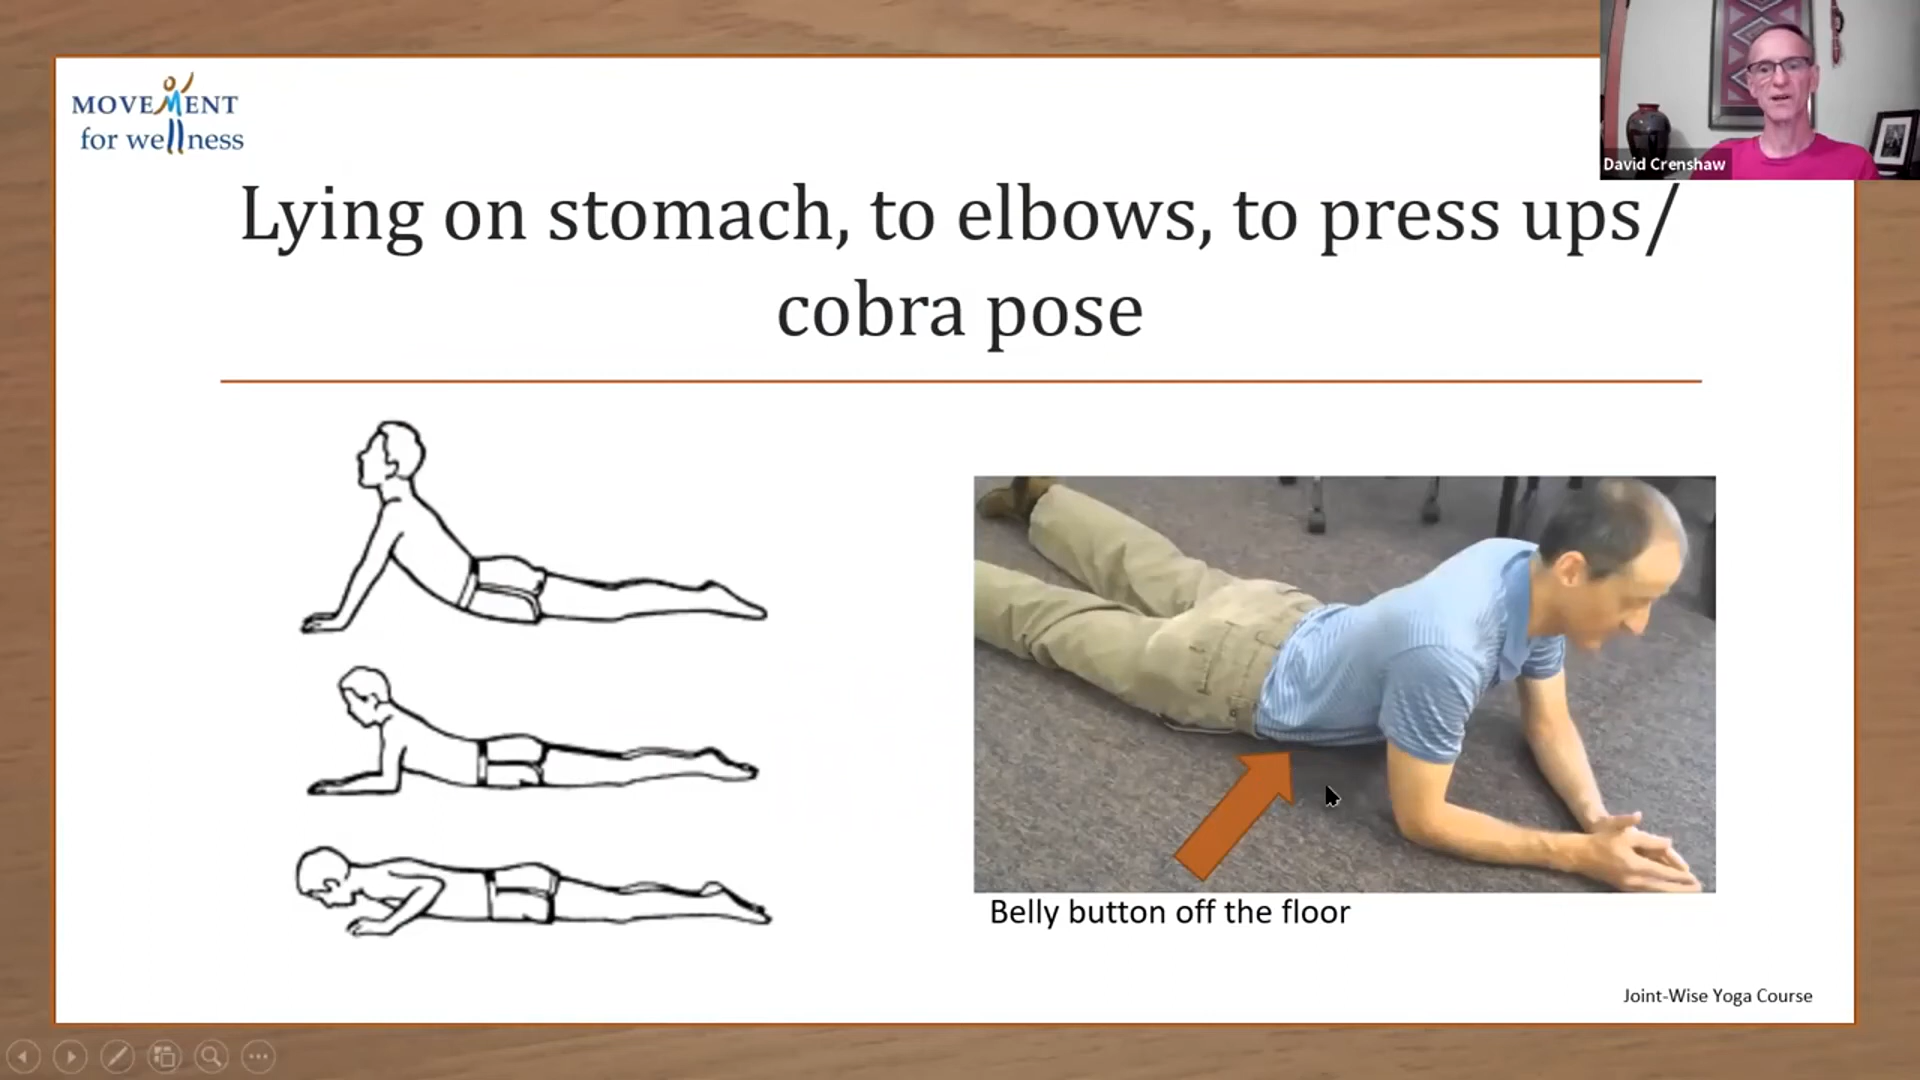 MOVEMENT
for wellness
David Crenshaw
Lying on stomach, to elbows, to press ups/
cobra pose
Belly button off the floor
Joint-Wise Yoga Course